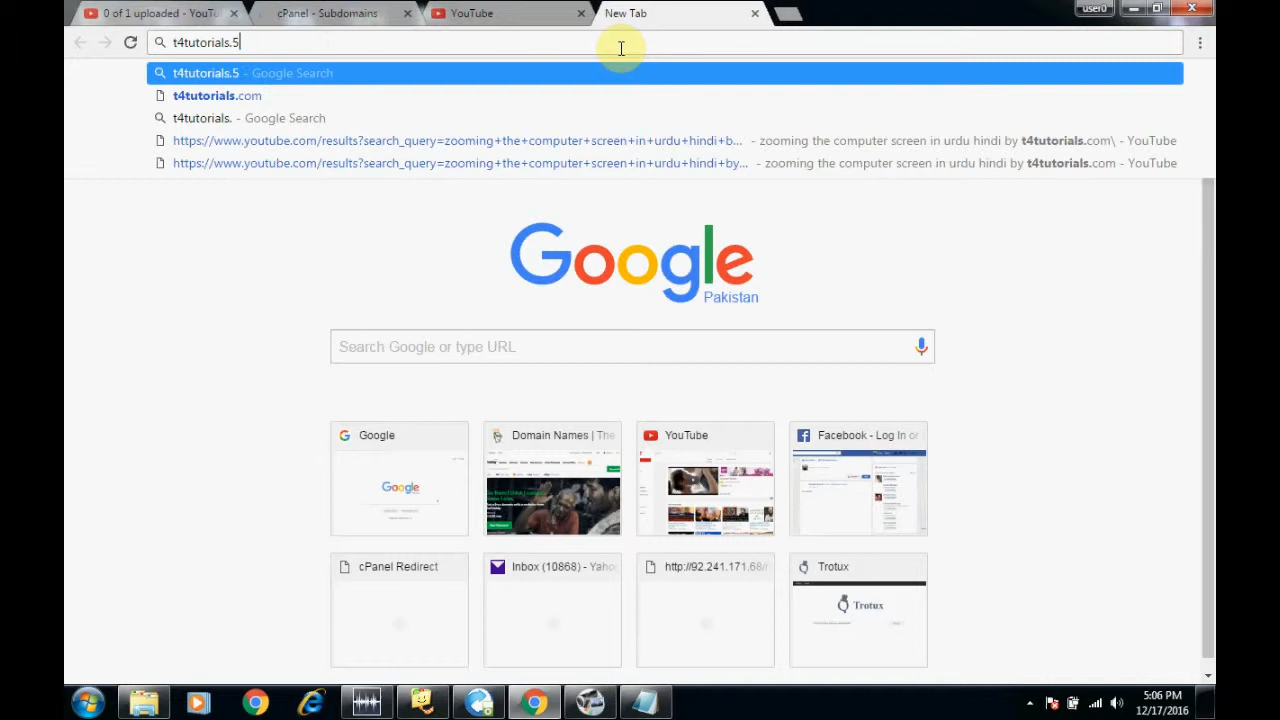 0 of 1 uploaded - YouTu
cPanel - Subdomains
YouTube
New Tab
user0
t4tutorials.5
t4tutorials.5 - Google Search
t4tutorials.com
t4tutorials. - Google Search
https://www.youtube.com/results?search_query=zooming+the+computer+screen+in+urdu+hindi+b... - zooming the computer screen in urdu hindi by t4tutorials.com\ - YouTube
https://www.youtube.com/results?search_query=zooming+the+computer+screen+in+urdu+hindi+by... - zooming the computer screen in urdu hindi by t4tutorials.com - YouTube
Google
Pakistan
Search Google or type URL
Google
Domain Names | The
YouTube
Facebook - Log In or
Google
cPanel Redirect
Inbox (10868) - Yaho
http://92.241.171.68/r
Trotux
Trotux
5:06 PM
12/17/2016